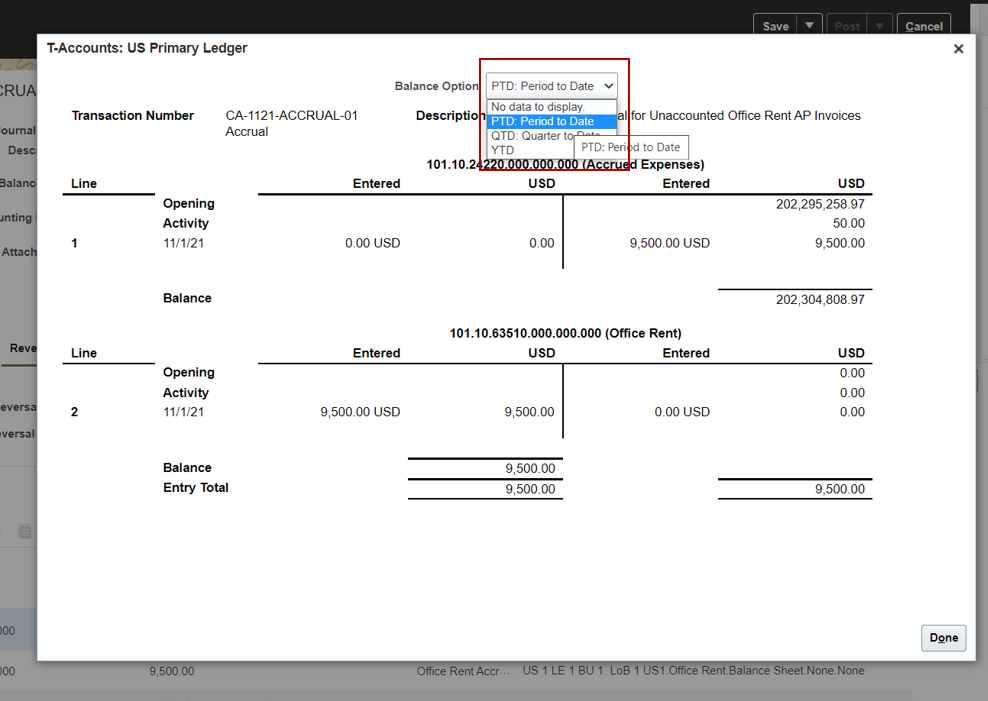 Save Post Cancel
T-Accounts: US Primary Ledger
CRUAL
Balance Option PTD: Period to Date
No data to display.
PTD: Period to Date
QTD: Quarter to Date
YTD
PTD: Period to Date
Transaction Number CA-1121-ACCRUAL-01
Accrual
Description al for Unaccounted Office Rent AP Invoices
ournal
Desc
Balanc
unting
Attach
Reve
eversa
eversal
101.10.24220.000.000.000 (Accrued Expenses)
Line Entered USD Entered USD
Opening 202,295,258.97
Activity 50.00
1 11/1/21 0.00 USD 0.00 9,500.00 USD 9,500.00
Balance 202,304,808.97
101.10.63510.000.000.000 (Office Rent)
Line Entered USD Entered USD
Opening 0.00
Activity 0.00
2 11/1/21 9,500.00 USD 9,500.00 0.00 USD 0.00
Balance 9,500.00
Entry Total 9,500.00 9,500.00
Done
000
000 9,500.00 Office Rent Accr... US 1 LE 1 BU 1. LoB 1 US1.Office Rent.Balance Sheet.None.None